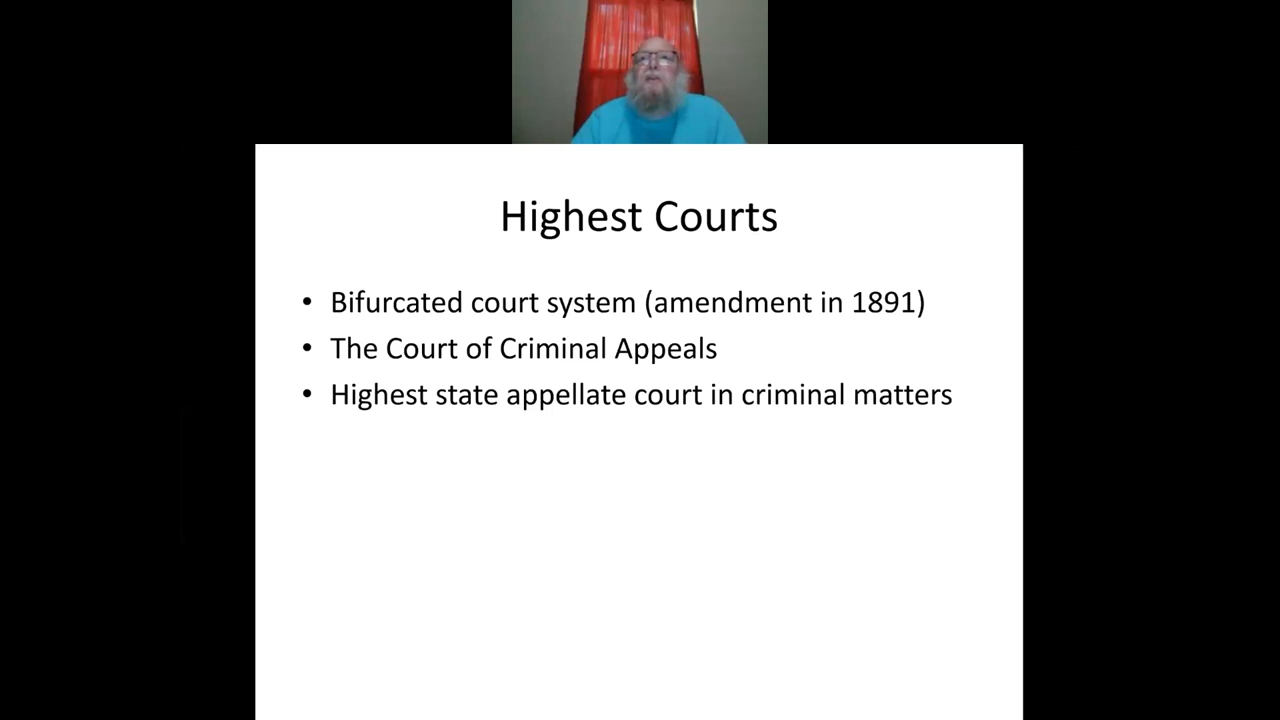 Highest Courts
• Bifurcated court system (amendment in 1891)
• The Court of Criminal Appeals
• Highest state appellate court in criminal matters